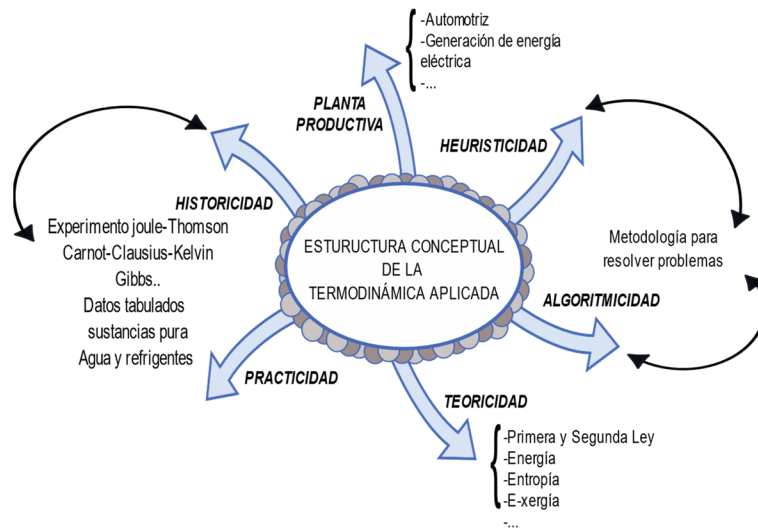 -Automotriz
-Generación de energía
eléctrica
-...
PLANTA
PRODUCTIVA
HEURISTICIDAD
HISTORICIDAD
Experimento joule-Thomson
Carnot-Clausius-Kelvin
Gibbs..
Datos tabulados
sustancias pura
Agua y refrigentes
ESTURUCTURA CONCEPTUAL
DE LA
TERMODINÁMICA APLICADA
Metodología para
resolver problemas
ALGORITMICIDAD
PRACTICIDAD
TEORICIDAD
-Primera y Segunda Ley
-Energía
-Entropía
-E-xergía
-...